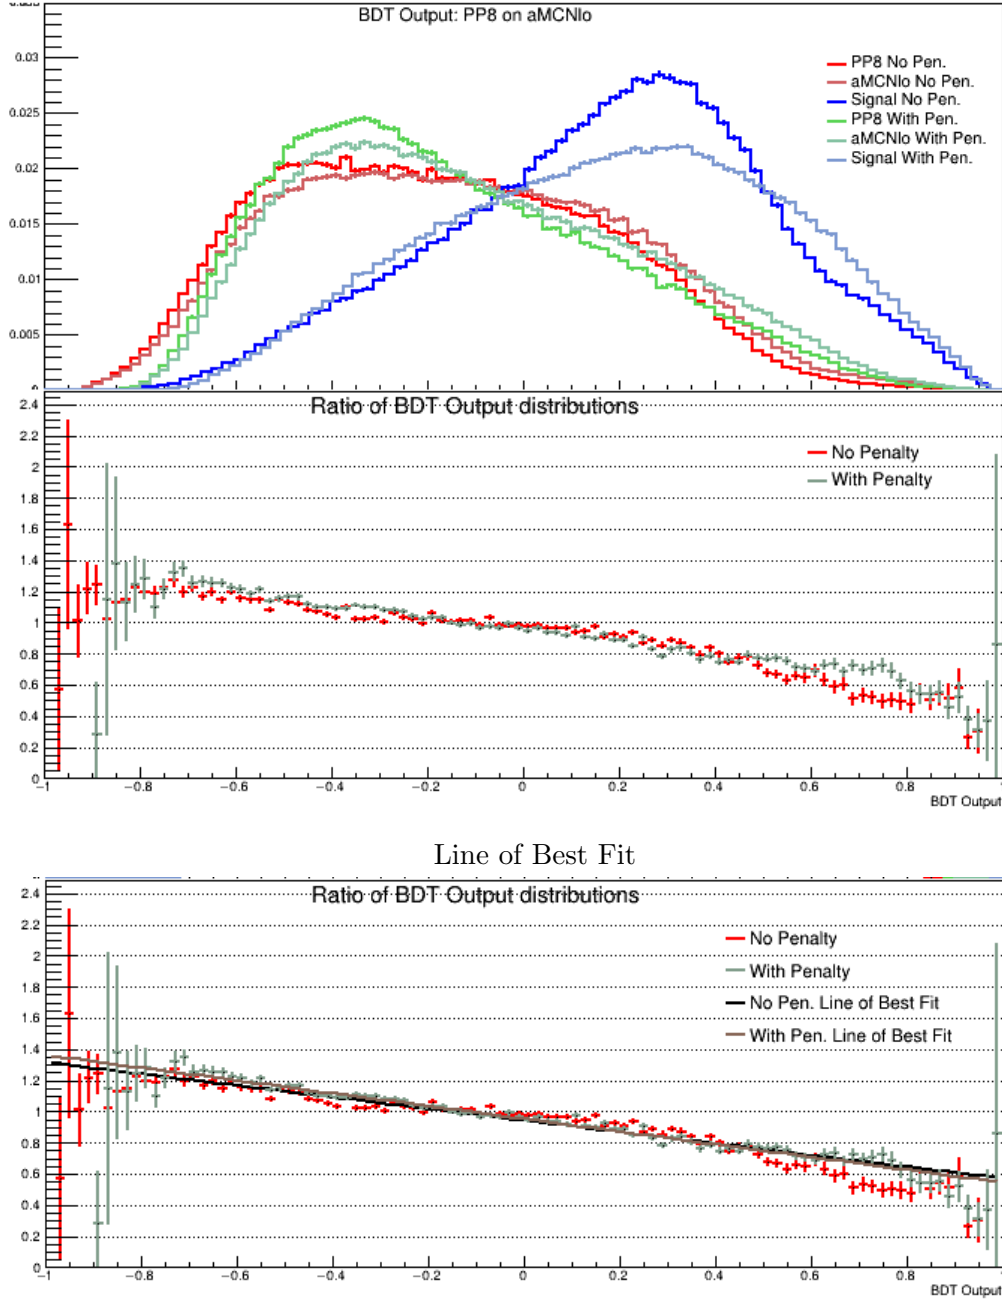 BDT Output: PP8 on aMCNlo
0.03
0.025
0.02
0.015
0.01
0.005
PP8 No Pen.
aMCNlo No Pen.
Signal No Pen.
PP8 With Pen.
aMCNlo With Pen.
Signal With Pen.
Ratio of BDT Output distributions
2.4
2.2
2
1.8
1.6
1.4
1.2
1
0.8
0.6
0.4
0.2
0
No Penalty
With Penalty
−1 −0.8 −0.6 −0.4 −0.2 0 0.2 0.4 0.6 0.8
BDT Output
Line of Best Fit
Ratio of BDT Output distributions
2.4
2.2
2
1.8
1.6
1.4
1.2
1
0.8
0.6
0.4
0.2
0
No Penalty
With Penalty
No Pen. Line of Best Fit
With Pen. Line of Best Fit
−1 −0.8 −0.6 −0.4 −0.2 0 0.2 0.4 0.6 0.8
BDT Output